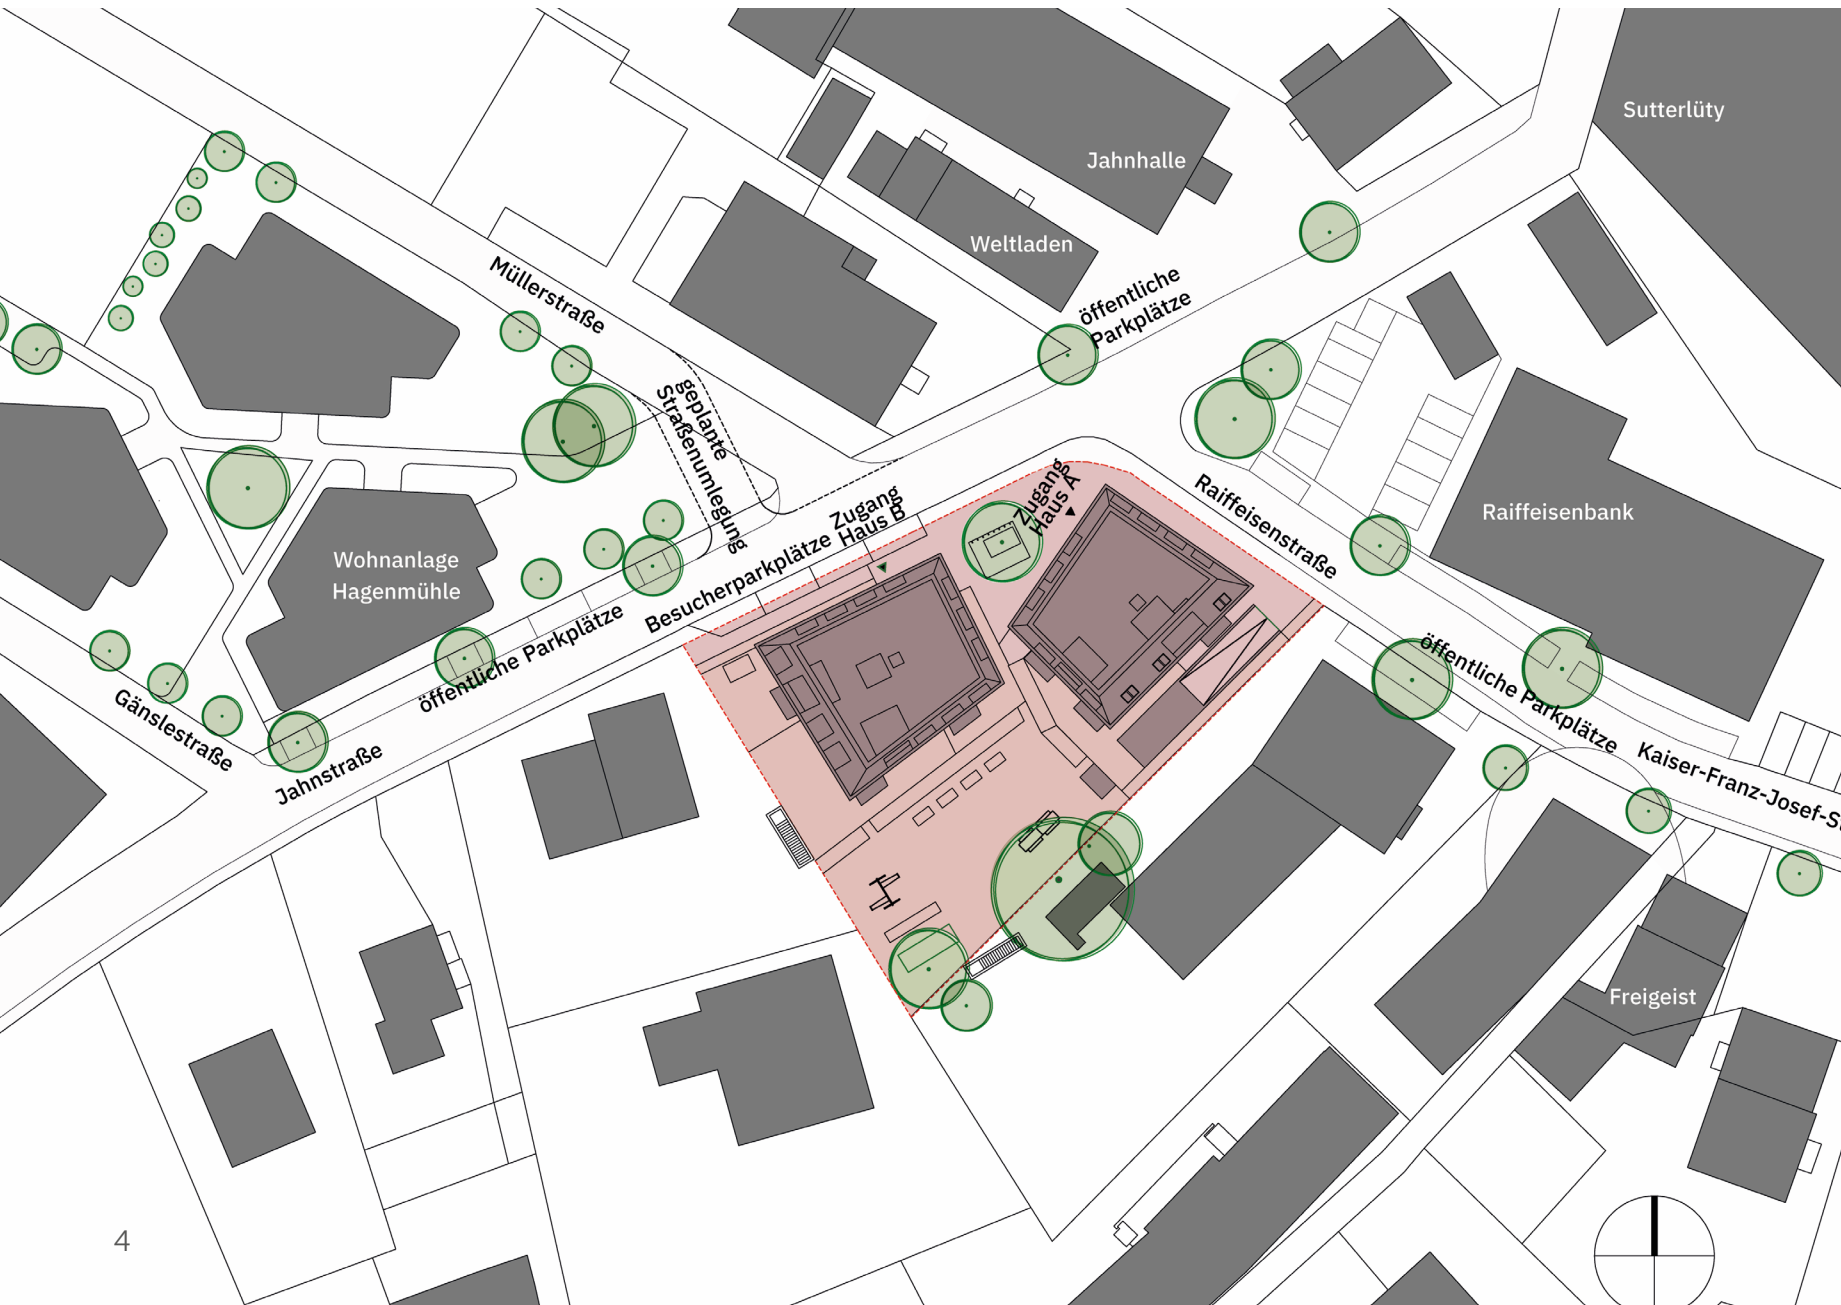 Sutterlüty
Jahnhalle
Weltladen
öffentliche
Parkplätze
Müllerstraße
geplante
Straßenumlegung
Zugang
Haus A
Zugang
Haus B
Besucherparkplätze
Raiffeisenstraße
Raiffeisenbank
Wohnanlage
Hagenmühle
öffentliche Parkplätze
öffentliche Parkplätze
Gänslestraße
Jahnstraße
Kaiser-Franz-Josef-St
Freigeist
4